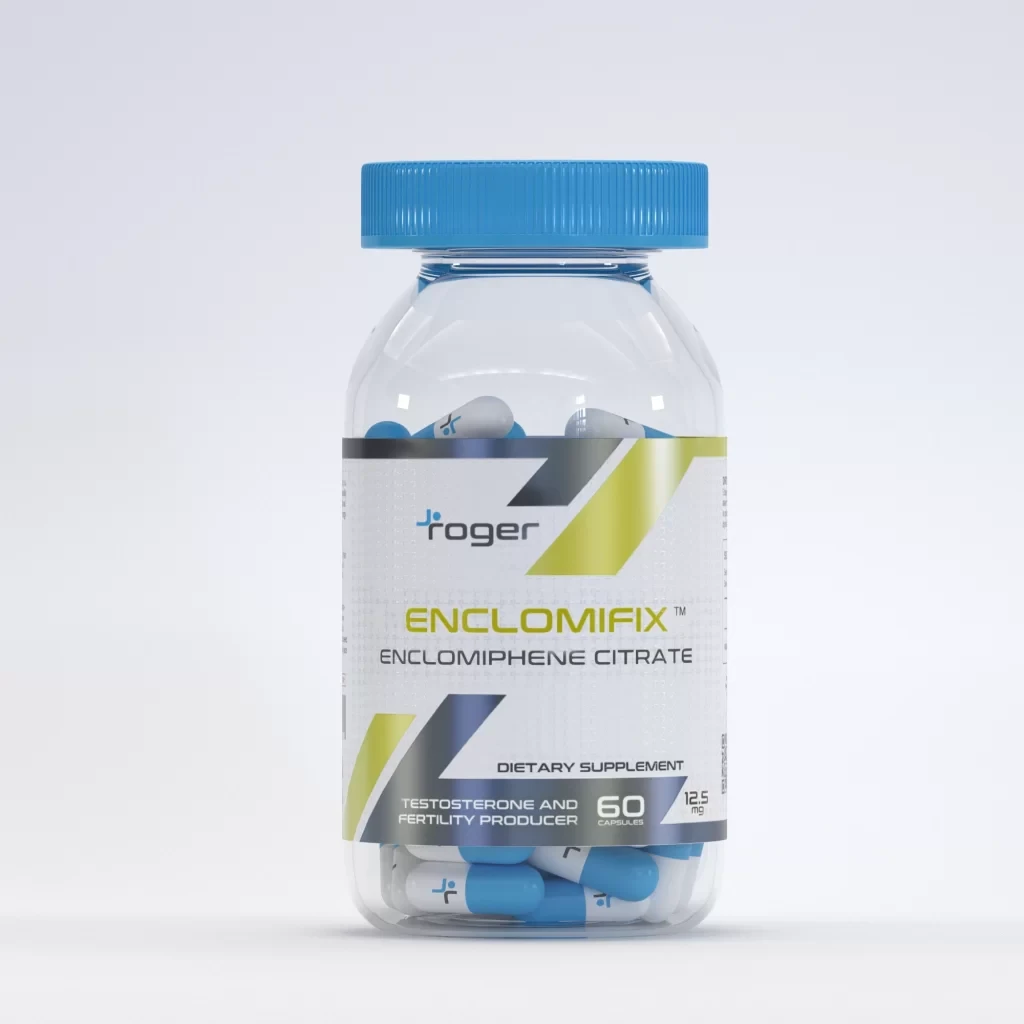 roger
ENCLOMIFIX™
ENCLOMIPHENE CITRATE
DIETARY SUPPLEMENT
TESTOSTERONE AND
FERTILITY PRODUCER
60
CAPSULES
12.5
mg